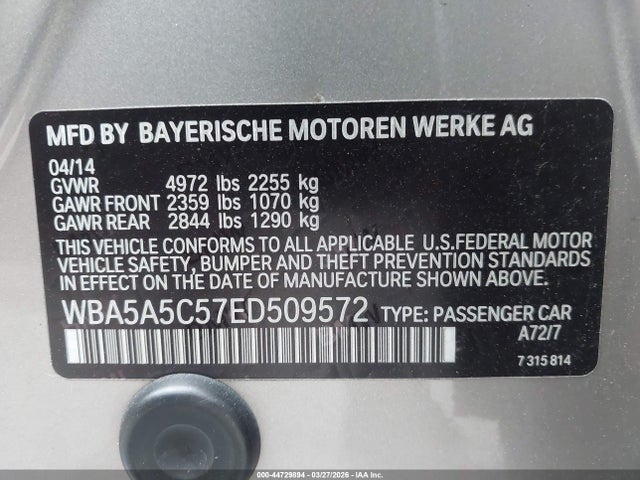 MFD BY BAYERISCHE MOTOREN WERKE AG
04/14
GVWR 4972 lbs 2255 kg
GAWR FRONT 2359 lbs 1070 kg
GAWR REAR 2844 lbs 1290 kg
THIS VEHICLE CONFORMS TO ALL APPLICABLE U.S.FEDERAL MOTOR
VEHICLE SAFETY, BUMPER AND THEFT PREVENTION STANDARDS
IN EFFECT ON THE DATE OF MANUFACTURE SHOWN ABOVE.
WBA5A5C57ED509572 TYPE: PASSENGER CAR
A72/7
7 315 814
000-44729894 | 03/27/2026 - IAA Inc.